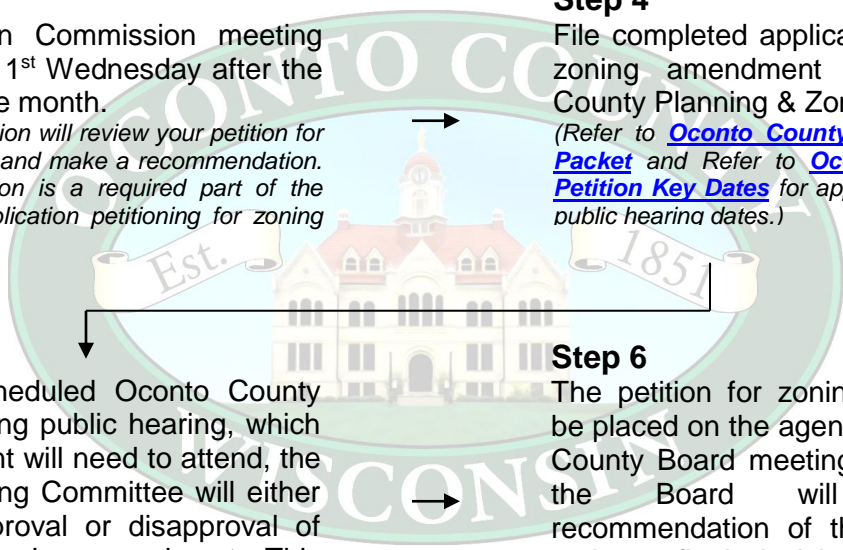 n Commission meeting
1st Wednesday after the
e month.
ion will review your petition for
and make a recommendation.
on is a required part of the
plication petitioning for zoning
Step 4
File completed applica
zoning amendment
County Planning & Zor
(Refer to Oconto County
Packet and Refer to Oc
Petition Key Dates for app
public hearing dates.)
heduled Oconto County
ing public hearing, which
nt will need to attend, the
ing Committee will either
proval or disapproval of
Step 6
The petition for zonin
be placed on the agen
County Board meeting
the Board will
recommendation of th
OCONTO COUNTY
Est. 1851
WISCONSIN